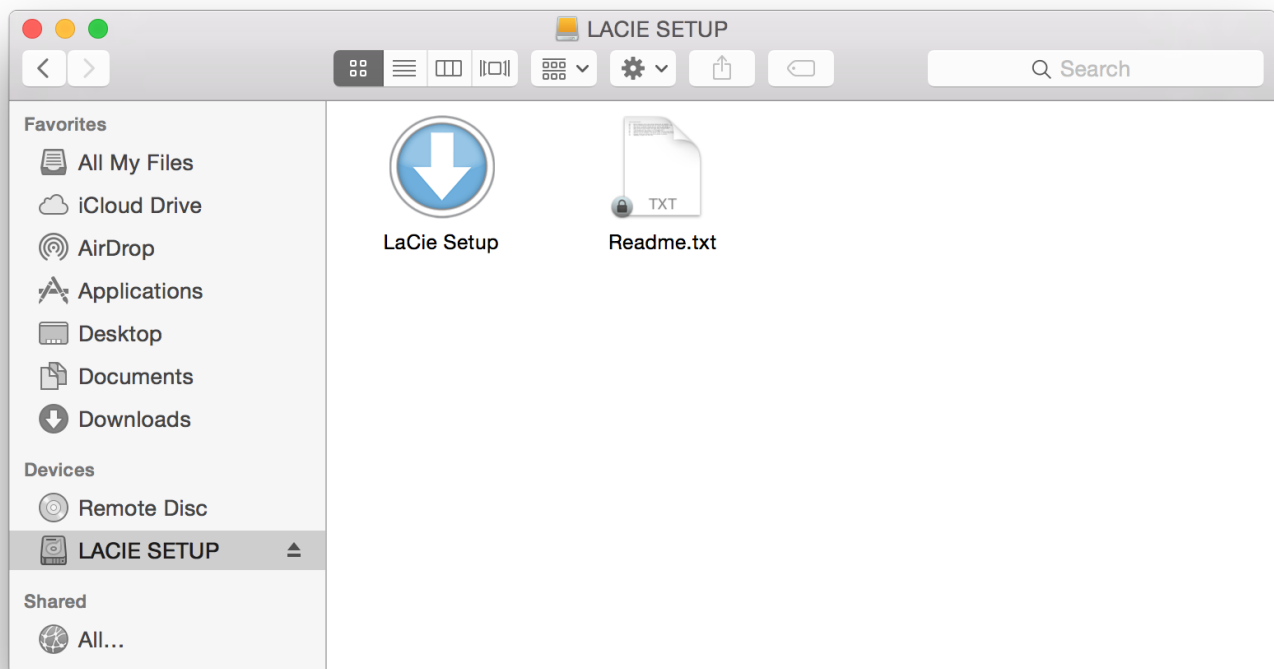 LACIE SETUP
Search
Favorites
All My Files
iCloud Drive
AirDrop
Applications
Desktop
Documents
Downloads
Devices
Remote Disc
LACIE SETUP
Shared
All...
TXT
LaCie Setup
Readme.txt